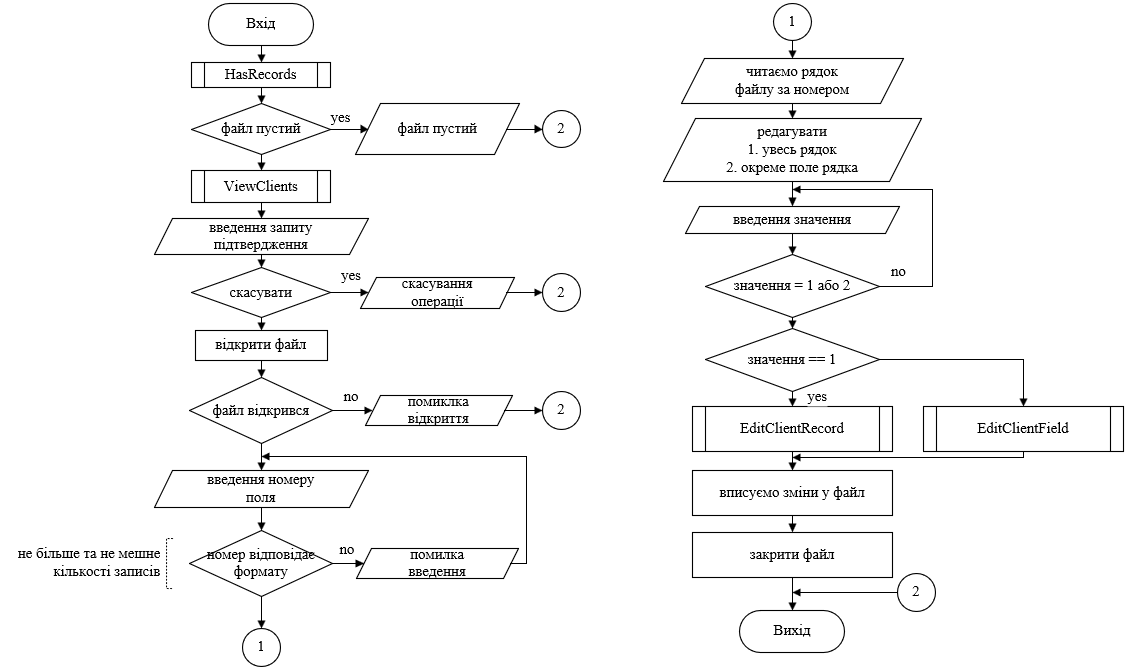 Вхід
HasRecords
файл пустий
yes
файл пустий
2
ViewClients
введення запиту
підтвердження
скасувати
yes
скасування
операції
2
відкрити файл
файл відкрився
no
помиклка
відкриття
2
введення номеру
поля
не більше та не мешне
кількості записів
номер відповідає
формату
no
помилка
введення
1
1
читаємо рядок
файлу за номером
редагувати
1. увесь рядок
2. окреме поле рядка
введення значення
значення = 1 або 2
no
значення == 1
yes
EditClientRecord
EditClientField
вписуємо зміни у файл
закрити файл
2
Вихід